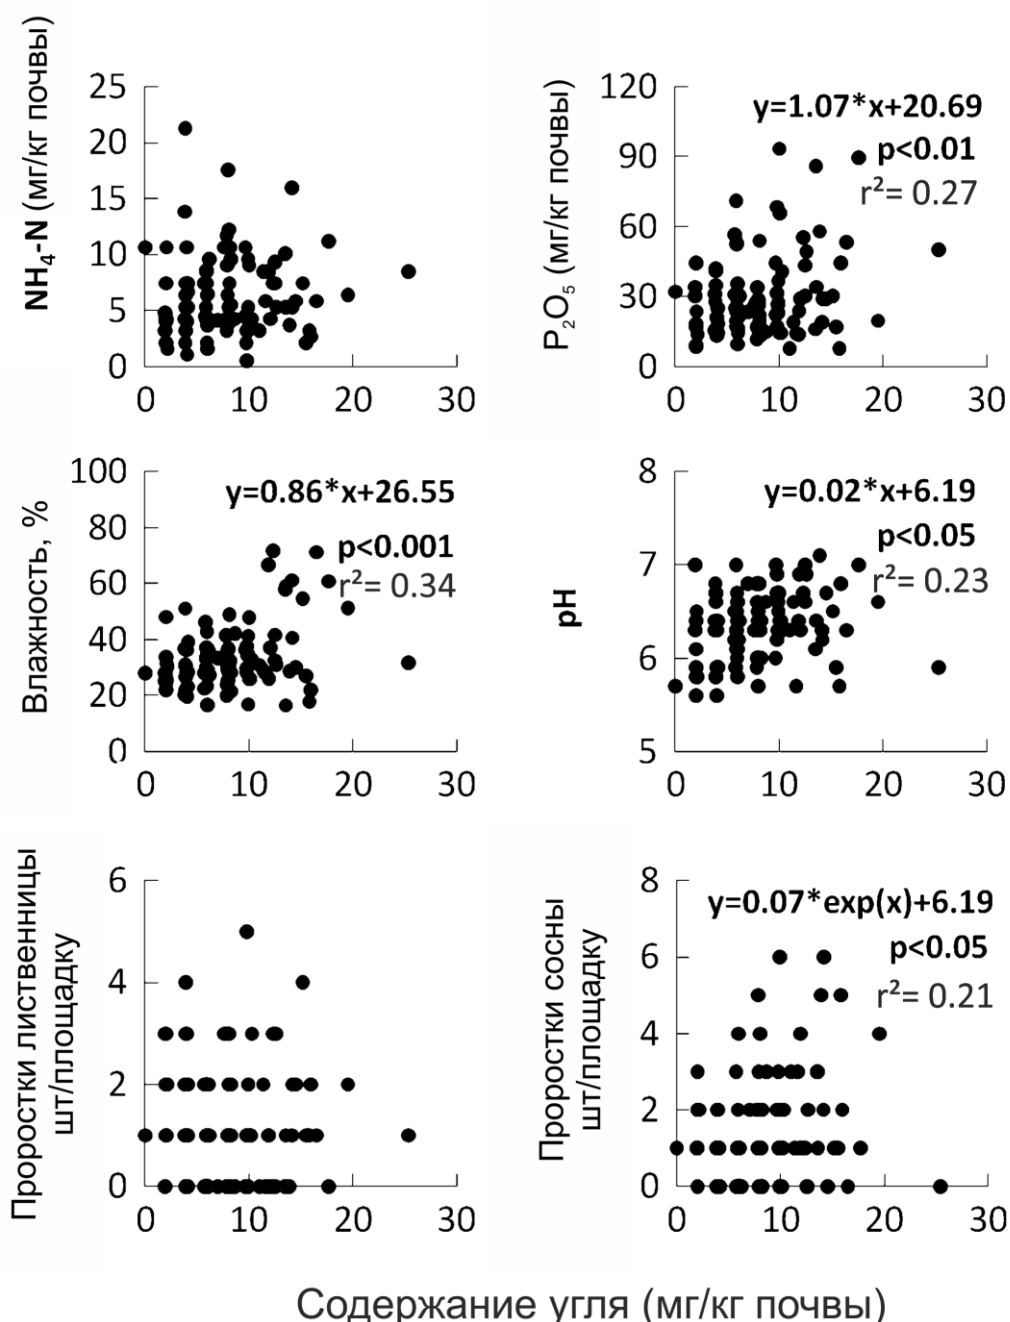 NH₄-N (мг/кг почвы)
25
20
15
10
5
0
0 10 20 30
P₂O₅ (мг/кг почвы)
120
90
60
30
0
0 10 20 30
y=1.07*x+20.69
p<0.01
r²= 0.27
Влажность, %
100
80
60
40
20
0
0 10 20 30
y=0.86*x+26.55
p<0.001
r²= 0.34
pH
8
7
6
5
0 10 20 30
y=0.02*x+6.19
p<0.05
r²= 0.23
Проростки лиственницы
шт/площадку
6
4
2
0
0 10 20 30
Проростки сосны
шт/площадку
8
6
4
2
0
0 10 20 30
y=0.07*exp(x)+6.19
p<0.05
r²= 0.21
Содержание угля (мг/кг почвы)